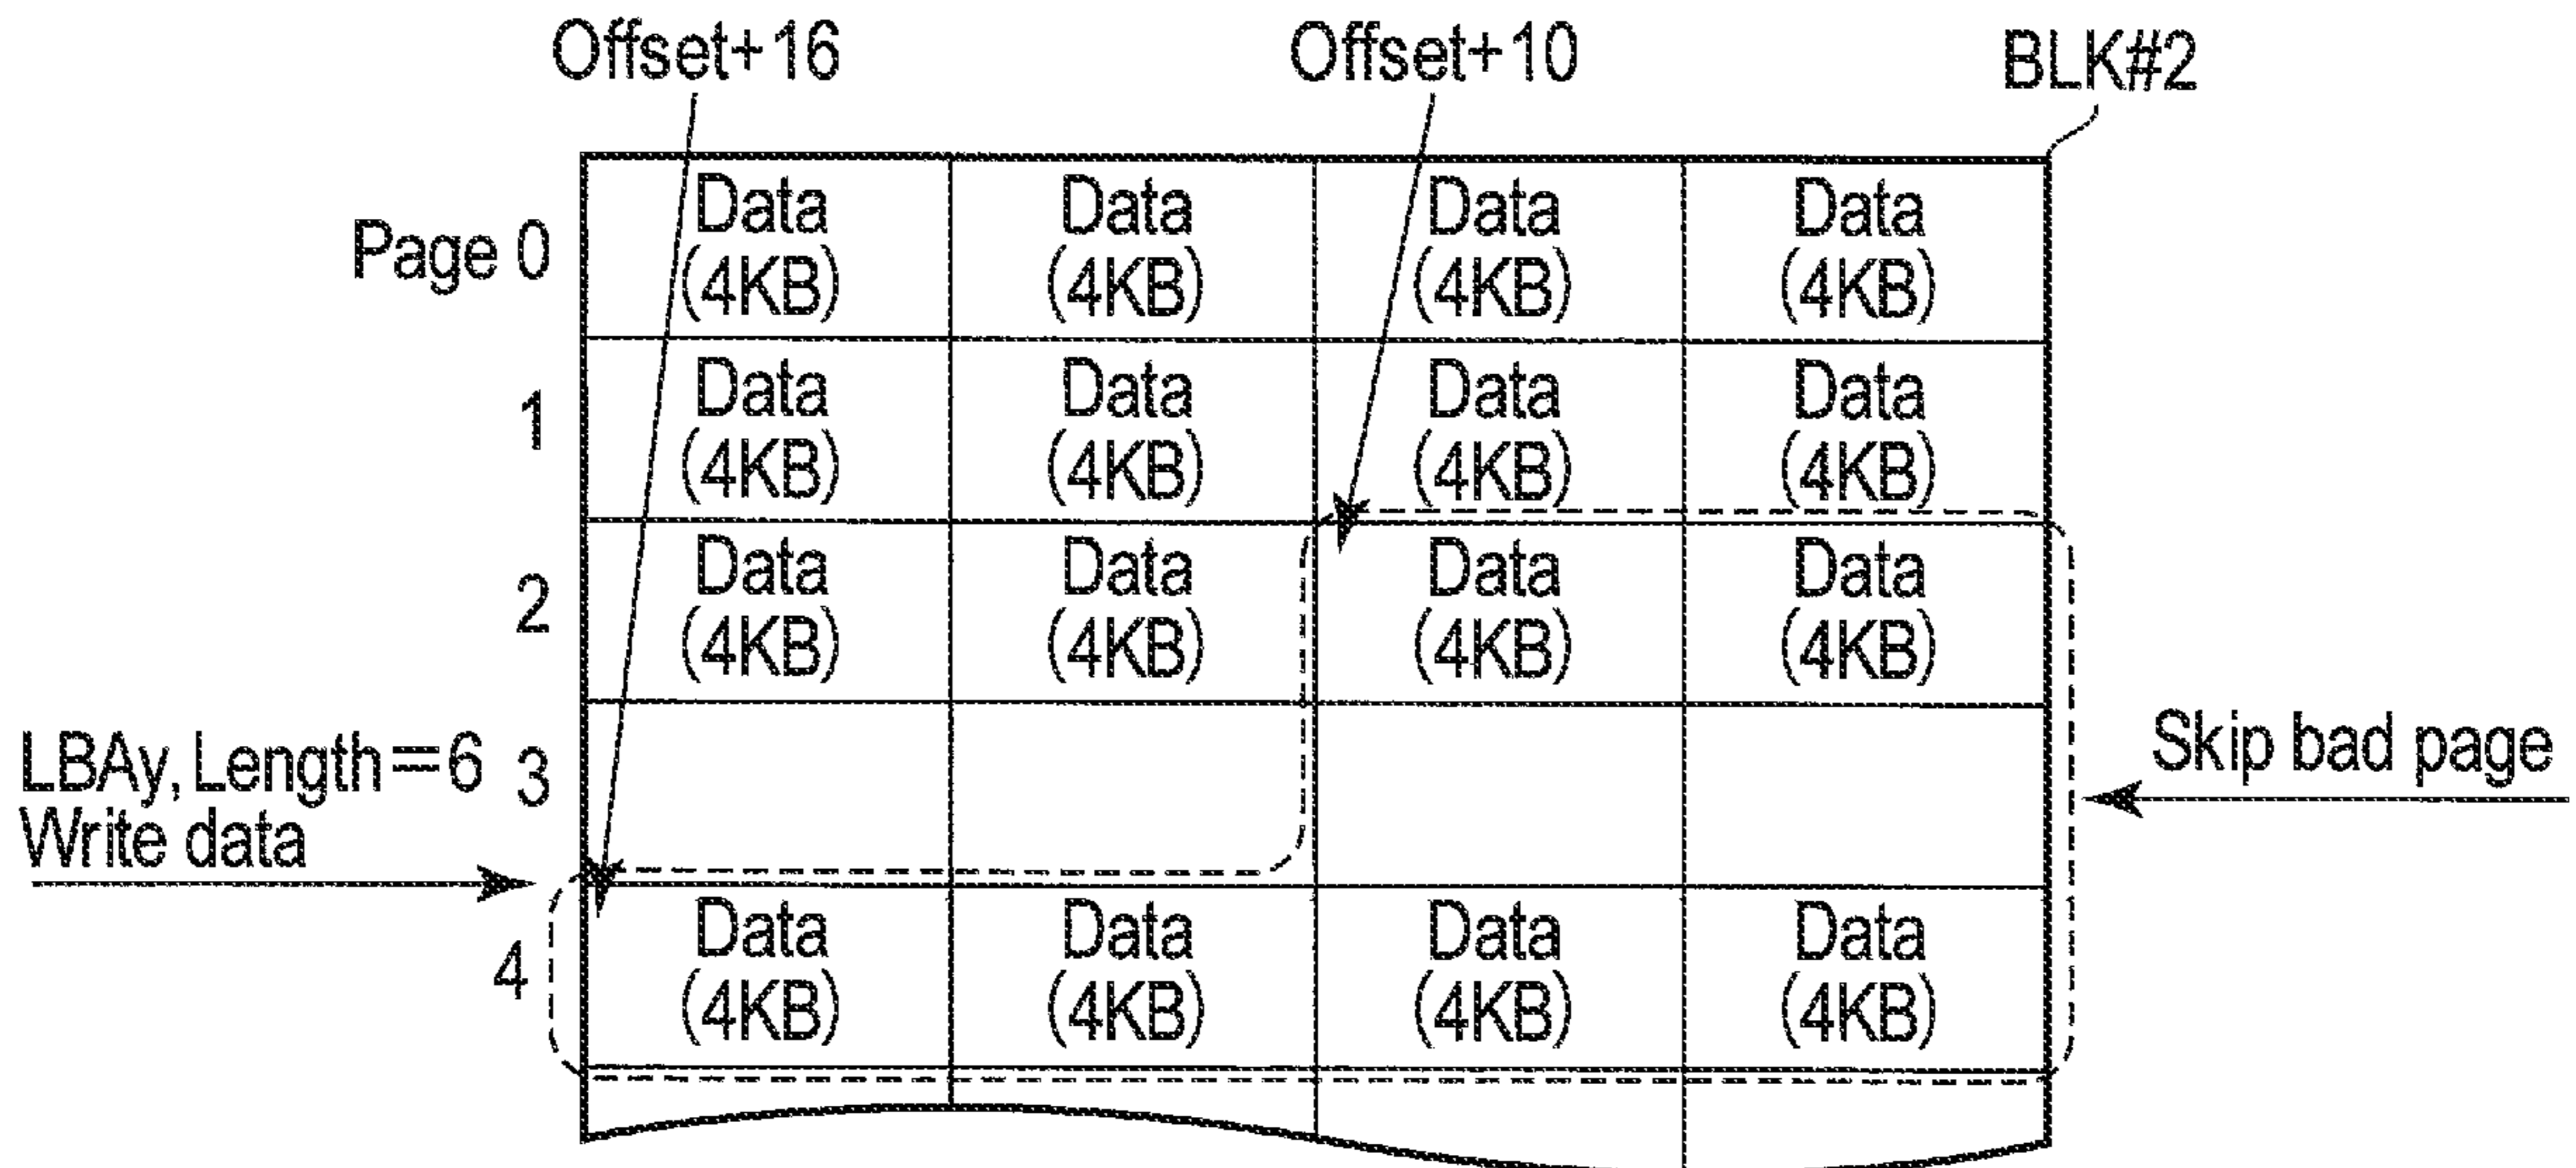 Offset+16 Offset+10 BLK#2
Page 0 Data Data Data Data
(4KB) (4KB) (4KB) (4KB)
1 Data Data Data Data
(4KB) (4KB) (4KB) (4KB)
2 Data Data Data Data
(4KB) (4KB) (4KB) (4KB)
LBAy, Length=6 3 Skip bad page
Write data
4 Data Data Data Data
(4KB) (4KB) (4KB) (4KB)